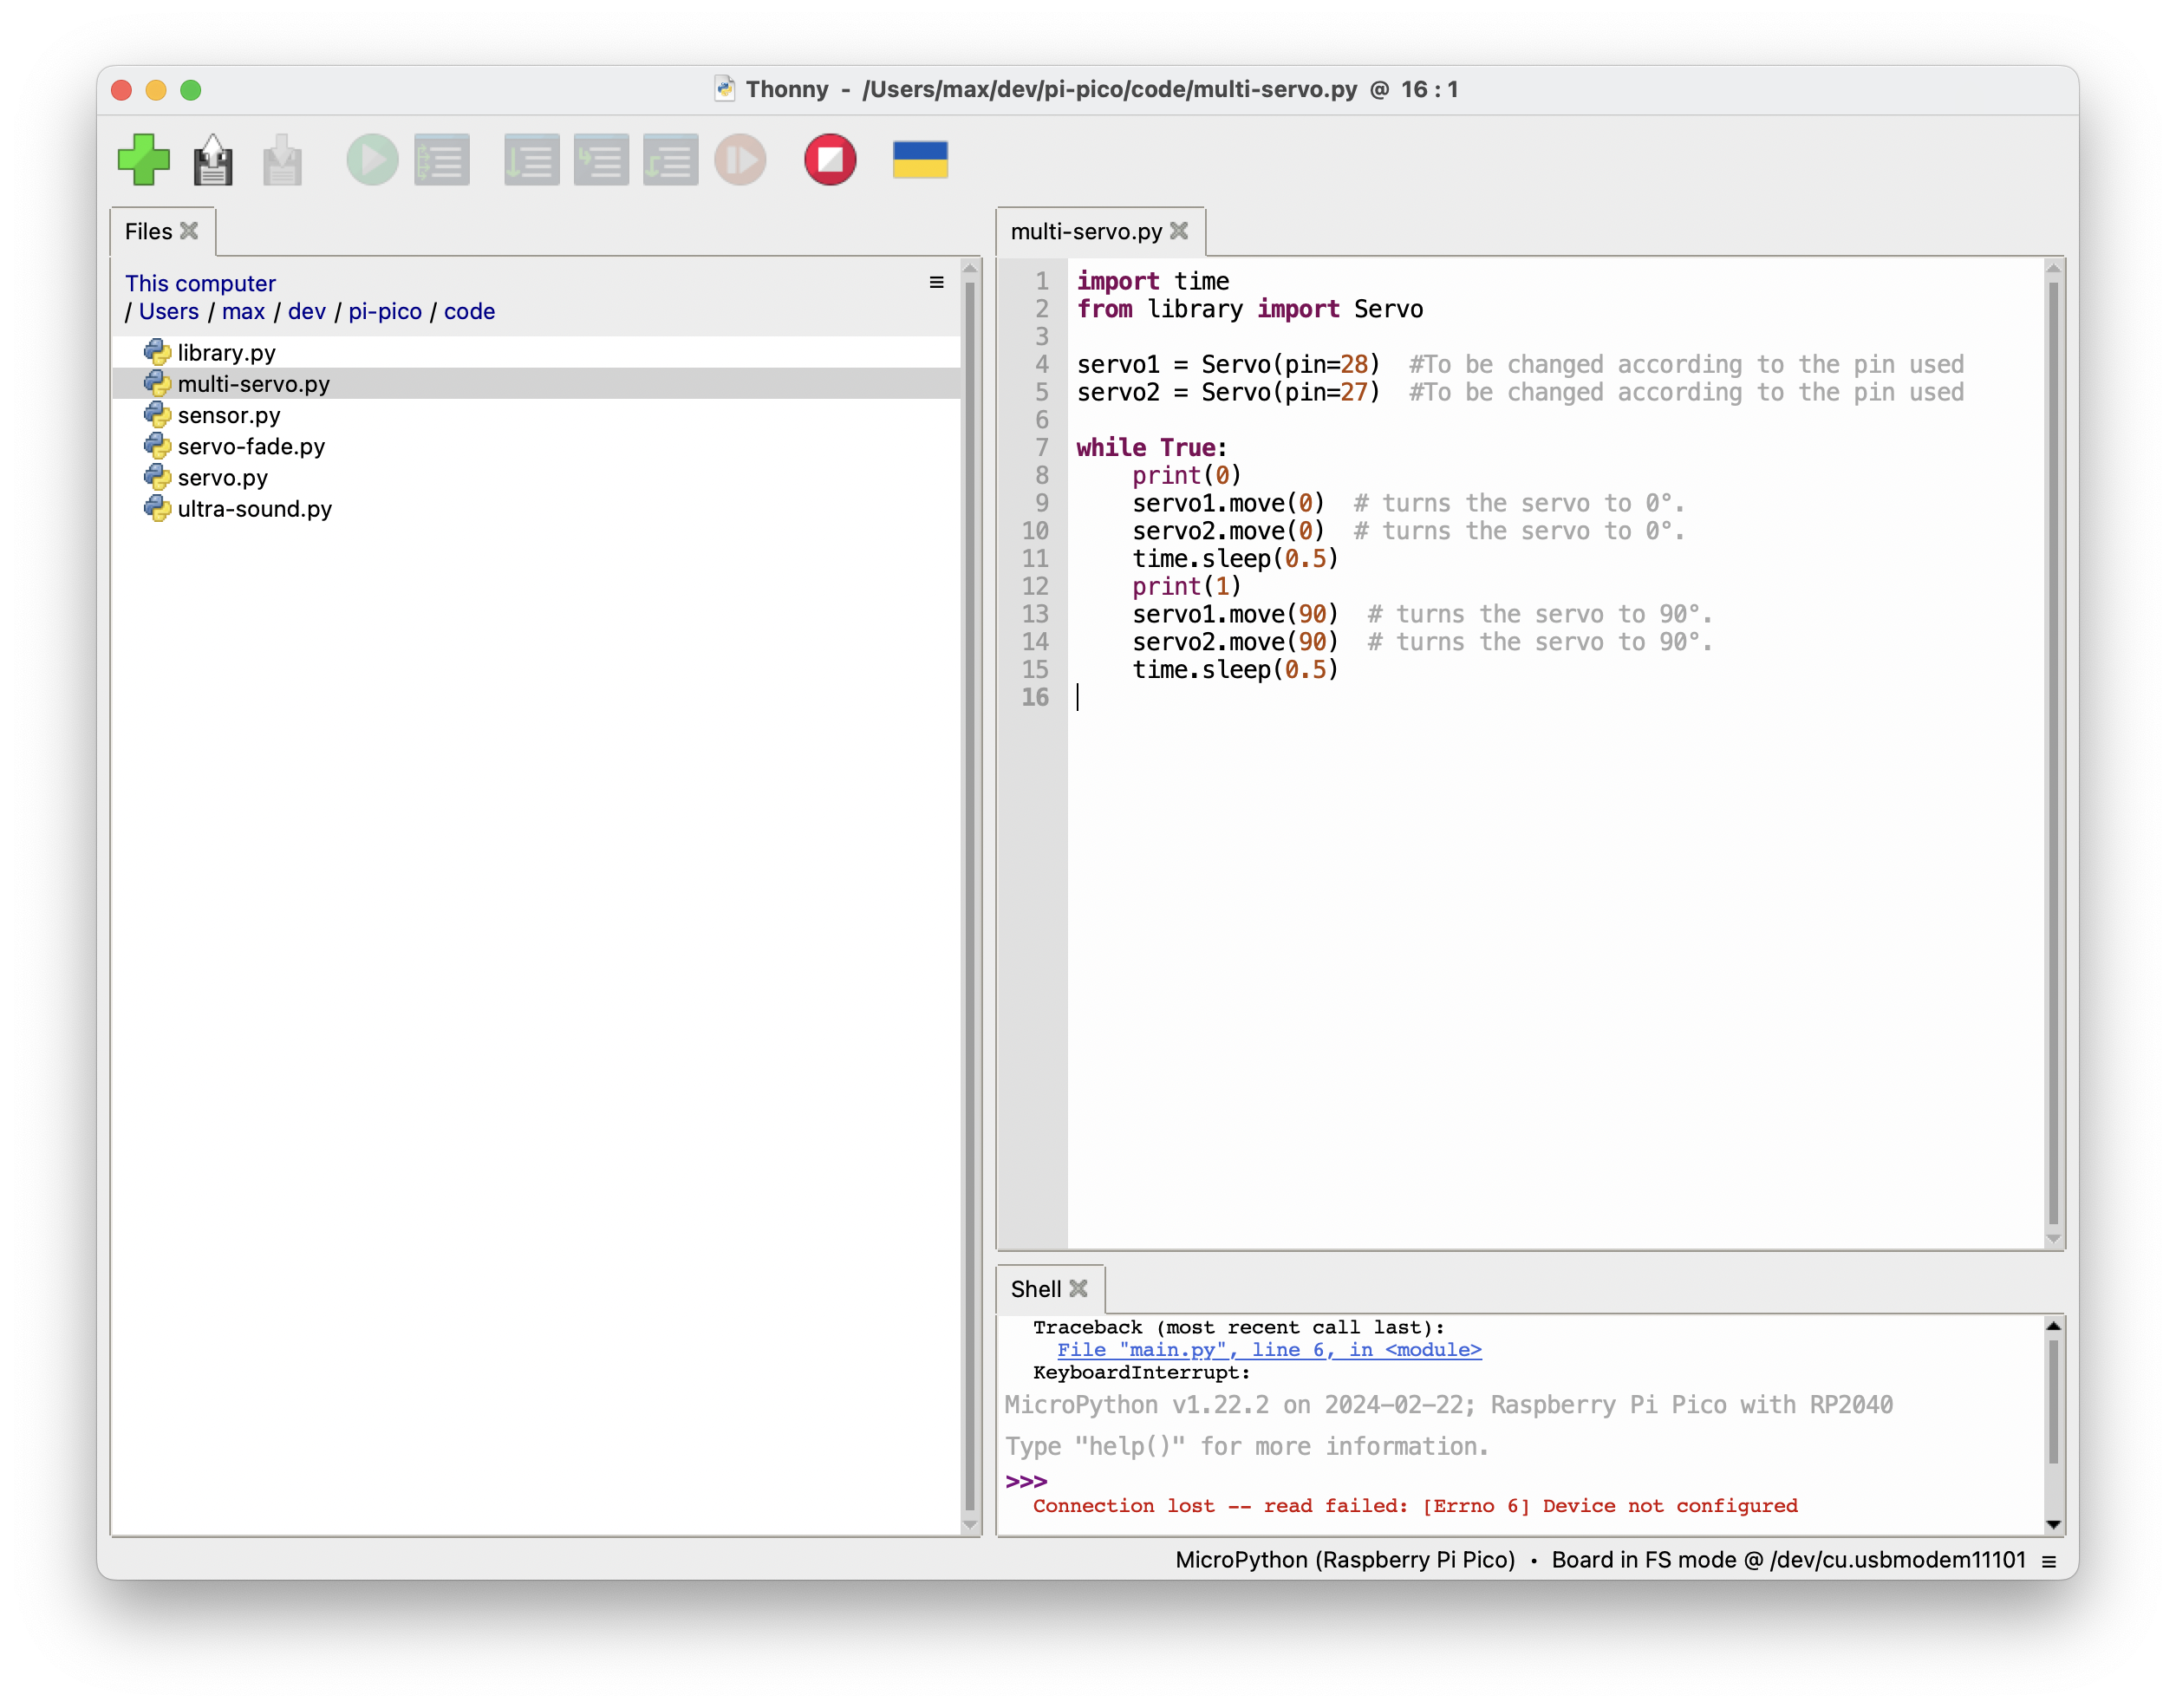 Thonny - /Users/max/dev/pi-pico/code/multi-servo.py @ 16 : 1
Files
This computer
/ Users / max / dev / pi-pico / code
library.py
multi-servo.py
sensor.py
servo-fade.py
servo.py
ultra-sound.py
multi-servo.py
1 import time
2 from library import Servo
3
4 servo1 = Servo(pin=28)  #To be changed according to the pin used
5 servo2 = Servo(pin=27)  #To be changed according to the pin used
6
7 while True:
8     print(0)
9     servo1.move(0)  # turns the servo to 0°.
10     servo2.move(0)  # turns the servo to 0°.
11     time.sleep(0.5)
12     print(1)
13     servo1.move(90)  # turns the servo to 90°.
14     servo2.move(90)  # turns the servo to 90°.
15     time.sleep(0.5)
16
Shell
Traceback (most recent call last):
File "main.py", line 6, in <module>
KeyboardInterrupt:
MicroPython v1.22.2 on 2024-02-22; Raspberry Pi Pico with RP2040
Type "help()" for more information.
>>>
Connection lost -- read failed: [Errno 6] Device not configured
MicroPython (Raspberry Pi Pico) • Board in FS mode @ /dev/cu.usbmodem11101 ≡